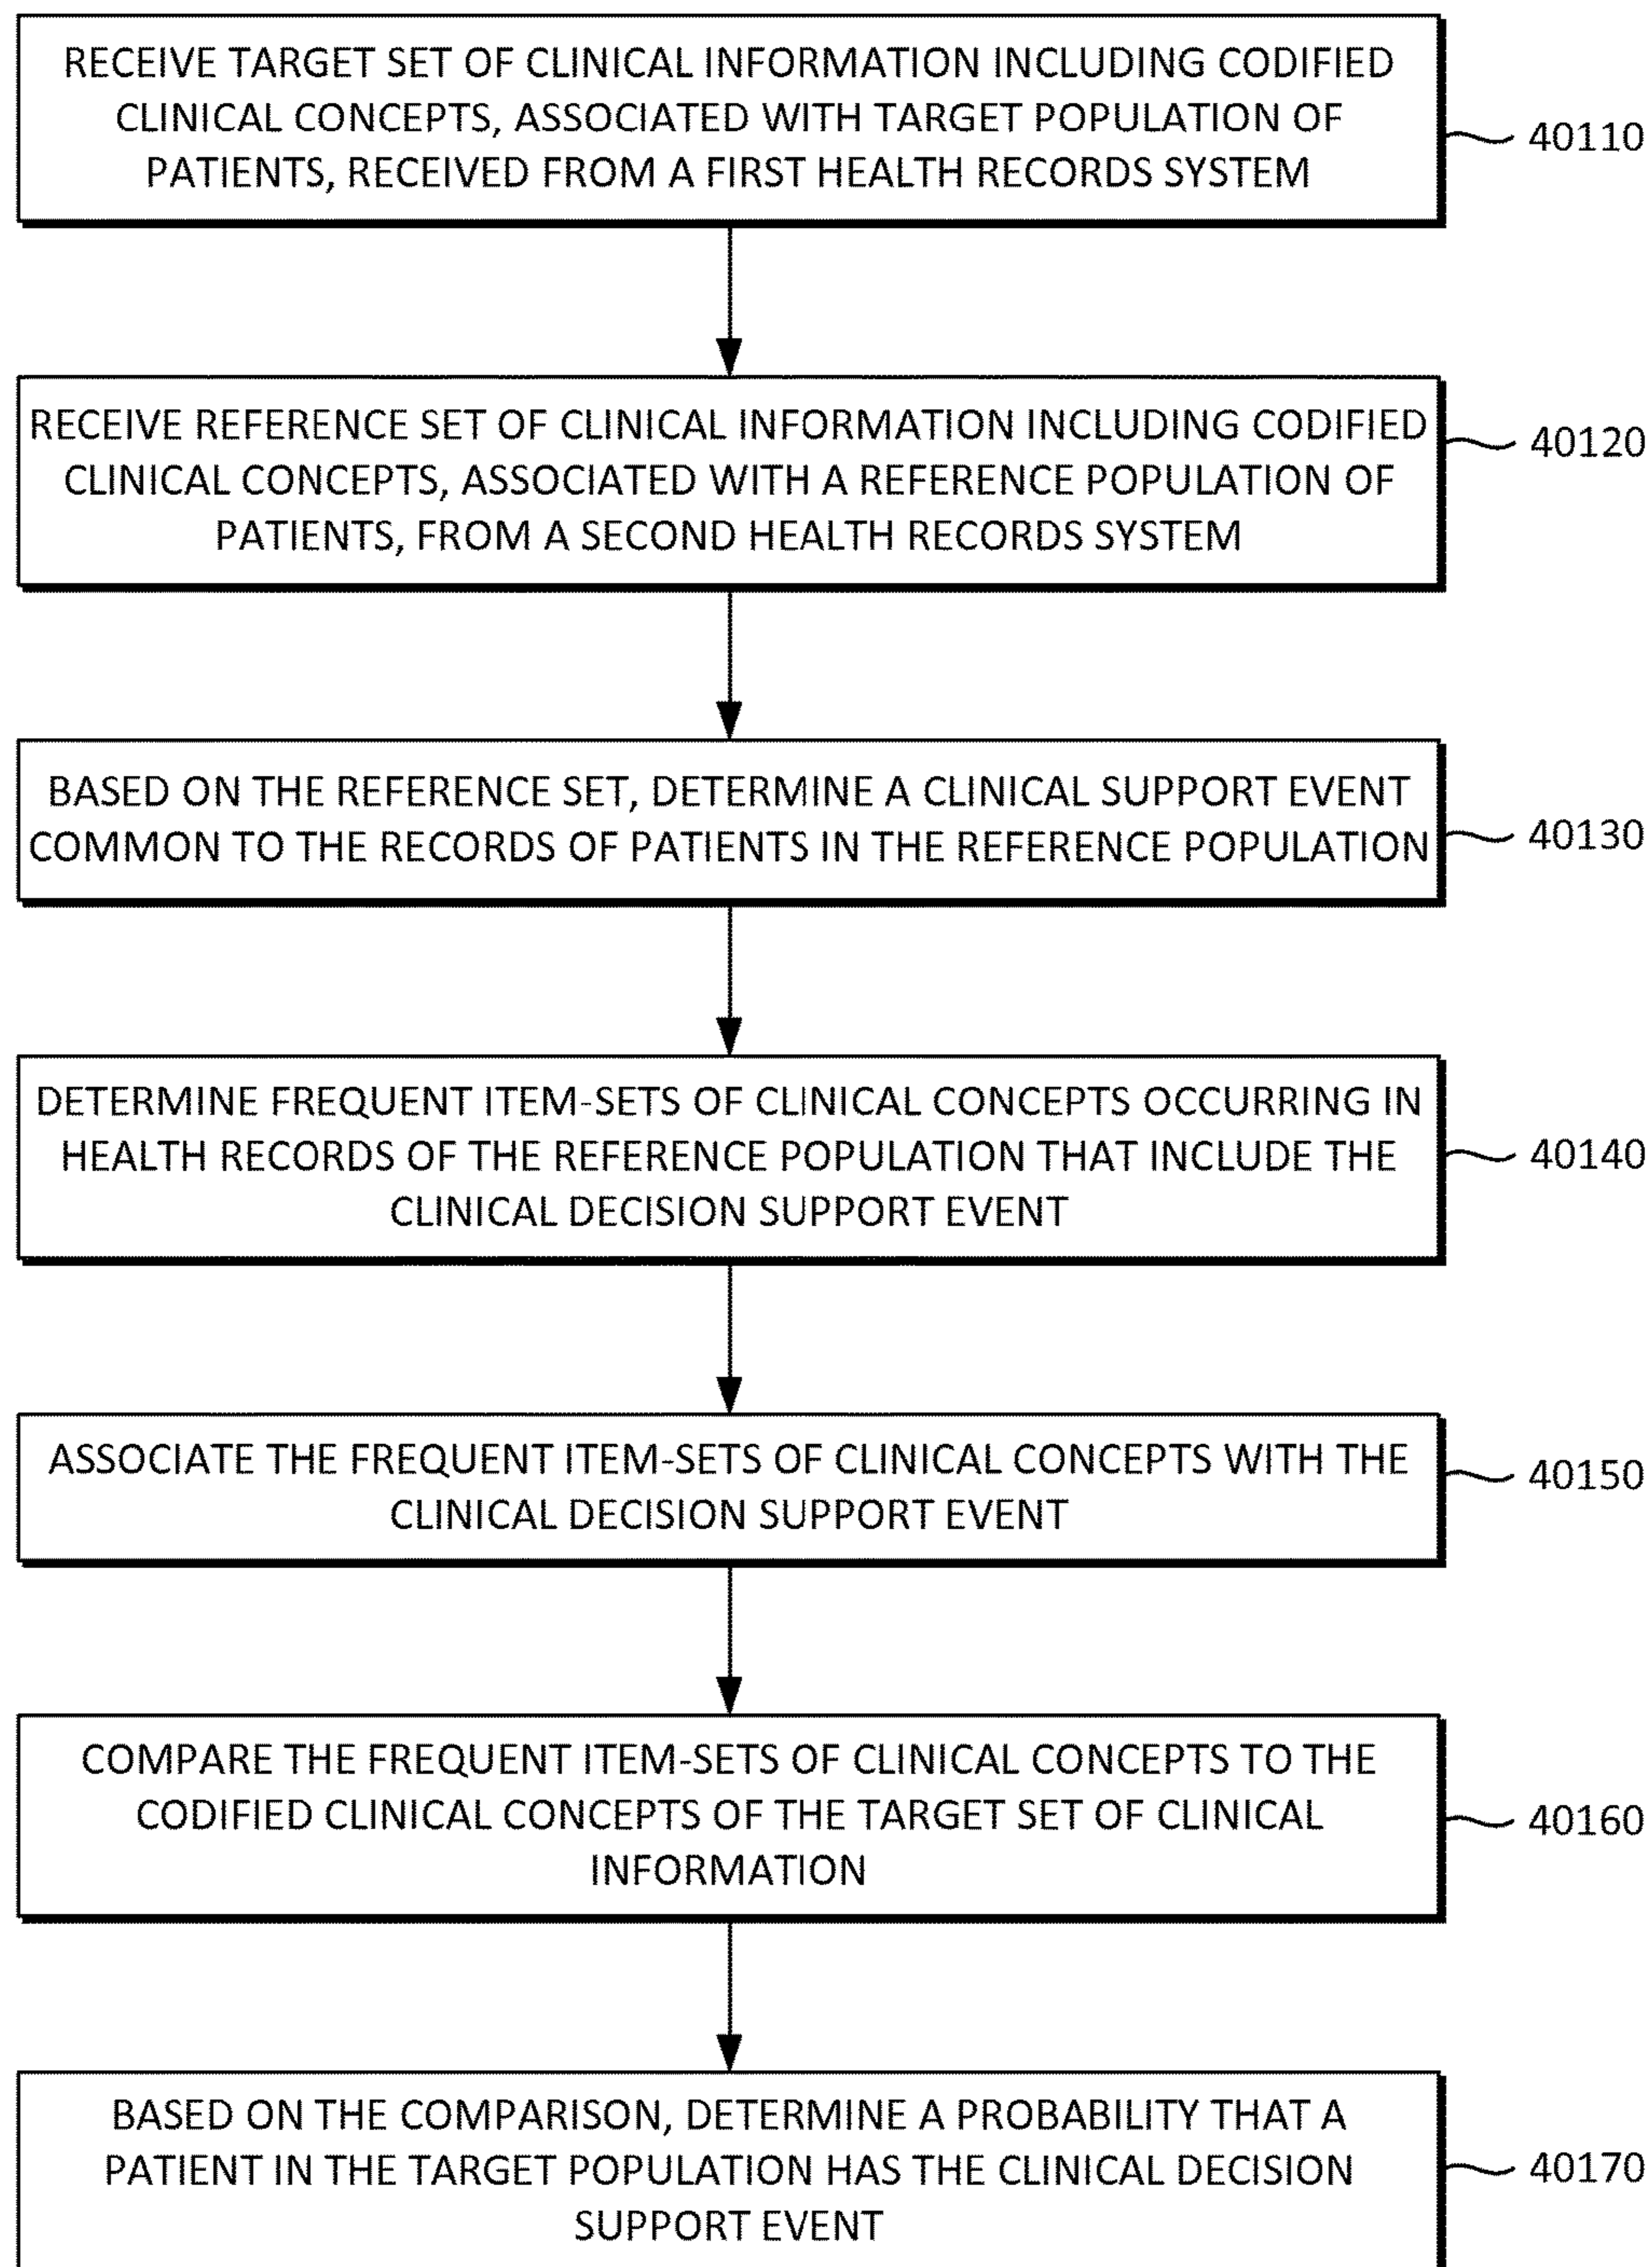 RECEIVE TARGET SET OF CLINICAL INFORMATION INCLUDING CODIFIED
CLINICAL CONCEPTS, ASSOCIATED WITH TARGET POPULATION OF
PATIENTS, RECEIVED FROM A FIRST HEALTH RECORDS SYSTEM
40110
RECEIVE REFERENCE SET OF CLINICAL INFORMATION INCLUDING CODIFIED
CLINICAL CONCEPTS, ASSOCIATED WITH A REFERENCE POPULATION OF
PATIENTS, FROM A SECOND HEALTH RECORDS SYSTEM
40120
BASED ON THE REFERENCE SET, DETERMINE A CLINICAL SUPPORT EVENT
COMMON TO THE RECORDS OF PATIENTS IN THE REFERENCE POPULATION
40130
DETERMINE FREQUENT ITEM-SETS OF CLINICAL CONCEPTS OCCURRING IN
HEALTH RECORDS OF THE REFERENCE POPULATION THAT INCLUDE THE
CLINICAL DECISION SUPPORT EVENT
40140
ASSOCIATE THE FREQUENT ITEM-SETS OF CLINICAL CONCEPTS WITH THE
CLINICAL DECISION SUPPORT EVENT
40150
COMPARE THE FREQUENT ITEM-SETS OF CLINICAL CONCEPTS TO THE
CODIFIED CLINICAL CONCEPTS OF THE TARGET SET OF CLINICAL
INFORMATION
40160
BASED ON THE COMPARISON, DETERMINE A PROBABILITY THAT A
PATIENT IN THE TARGET POPULATION HAS THE CLINICAL DECISION
SUPPORT EVENT
40170